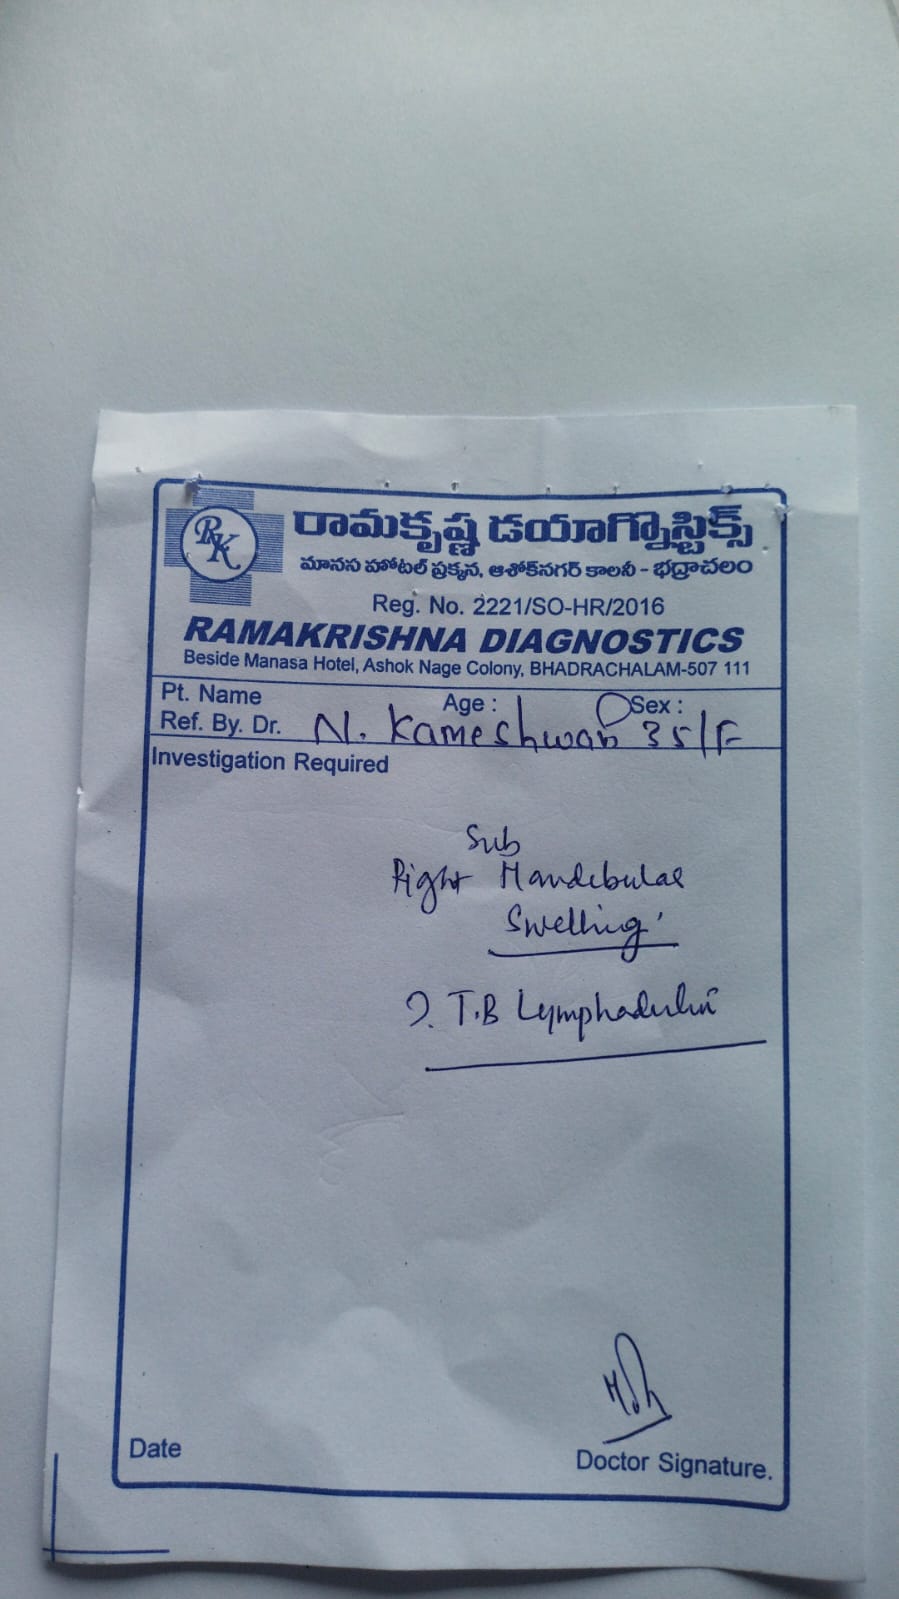 RK
రామకృష్ణ డయాగ్నొస్టిక్స్
మానస హోటల్ ప్రక్కన, ఆశోక్‌నగర్ కాలనీ - భద్రాచలం
Reg. No. 2221/SO-HR/2016
RAMAKRISHNA DIAGNOSTICS
Beside Manasa Hotel, Ashok Nage Colony, BHADRACHALAM-507 111
Pt. Name Age : Sex :
Ref. By. Dr. N. Kameshwari 35/F
Investigation Required
Sub
Right Mandibular
Swelling
?. T.B Lymphadenitis
Date
Doctor Signature.